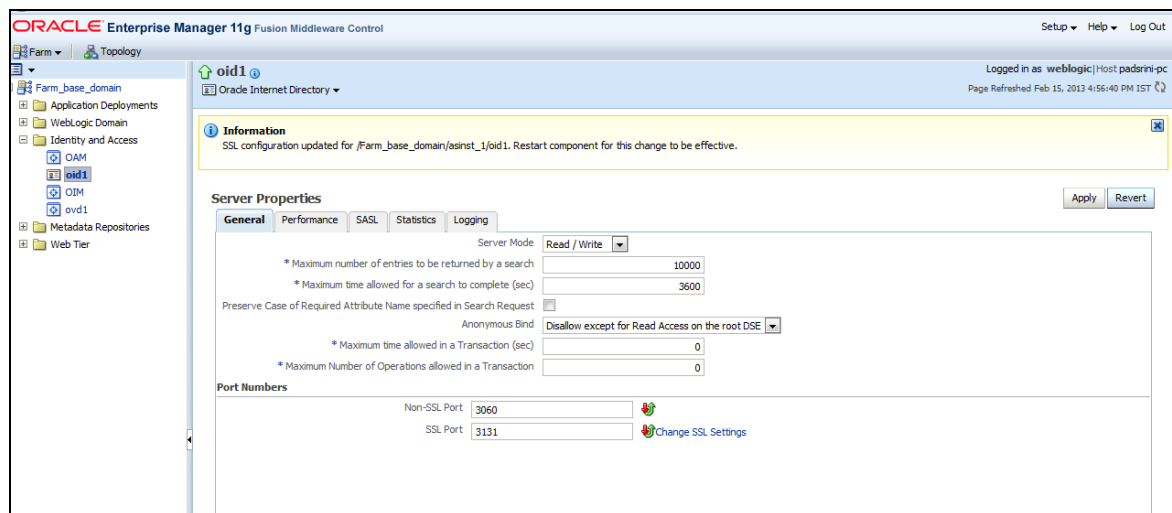 ORACLE Enterprise Manager 11g Fusion Middleware Control
Setup Help Log Out
Farm Topology
Farm_base_domain
Application Deployments
WebLogic Domain
Identity and Access
OAM
oid1
OIM
ovd1
Metadata Repositories
Web Tier
oid1
Logged in as weblogic|Host padsrini-pc
Oracle Internet Directory
Page Refreshed Feb 15, 2013 4:56:40 PM IST
Information
SSL configuration updated for /Farm_base_domain/asinst_1/oid1. Restart component for this change to be effective.
Server Properties
Apply Revert
General Performance SASL Statistics Logging
Server Mode Read / Write
* Maximum number of entries to be returned by a search 10000
* Maximum time allowed for a search to complete (sec) 3600
Preserve Case of Required Attribute Name specified in Search Request
Anonymous Bind Disallow except for Read Access on the root DSE
* Maximum time allowed in a Transaction (sec) 0
* Maximum Number of Operations allowed in a Transaction 0
Port Numbers
Non-SSL Port 3060
SSL Port 3131 Change SSL Settings